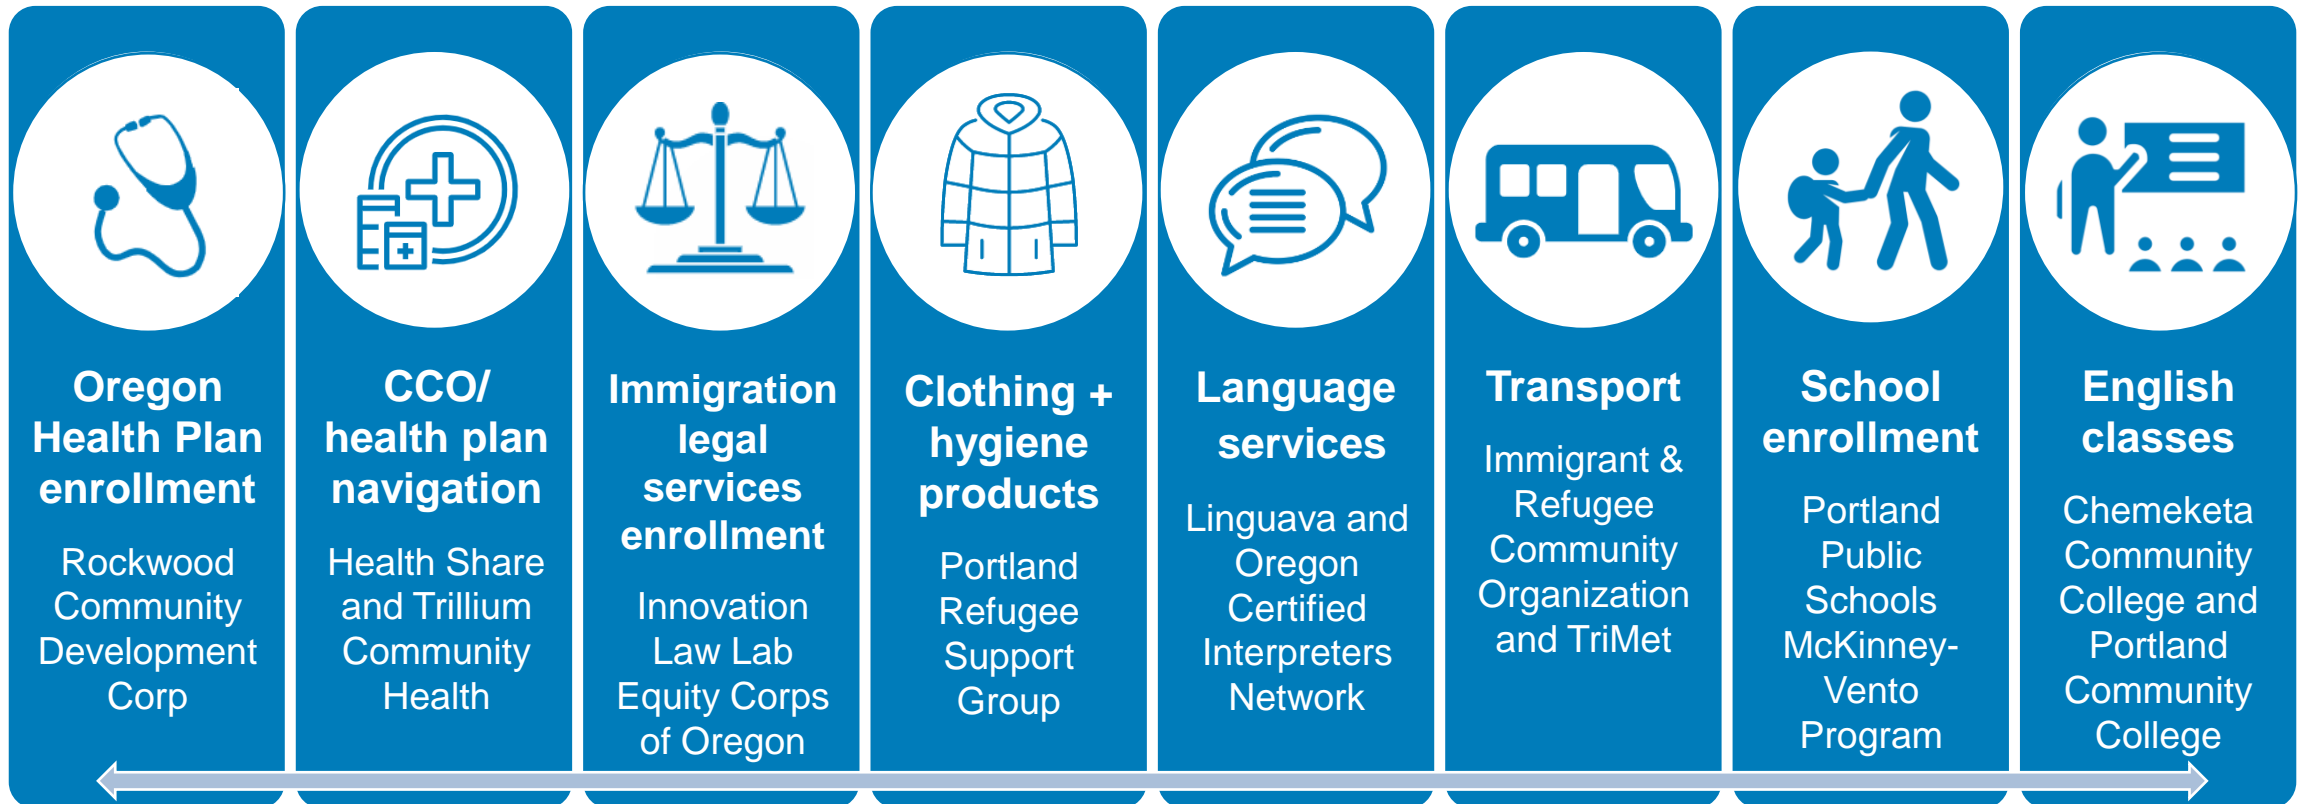 Oregon
Health Plan
enrollment
Rockwood
Community
Development
Corp
CCO/
health plan
navigation
Health Share
and Trillium
Community
Health
Immigration
legal
services
enrollment
Innovation
Law Lab
Equity Corps
of Oregon
Clothing +
hygiene
products
Portland
Refugee
Support
Group
Language
services
Linguava and
Oregon
Certified
Interpreters
Network
Transport
Immigrant &
Refugee
Community
Organization
and TriMet
School
enrollment
Portland
Public
Schools
McKinney-
Vento
Program
English
classes
Chemeketa
Community
College and
Portland
Community
College